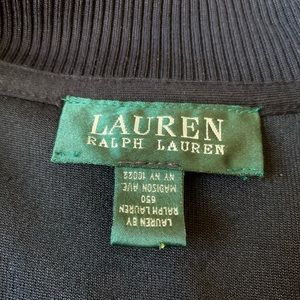 LAUREN
RALPH LAUREN
LAUREN BY
RALPH LAUREN
650
MADISON AVE
NY NY 10022